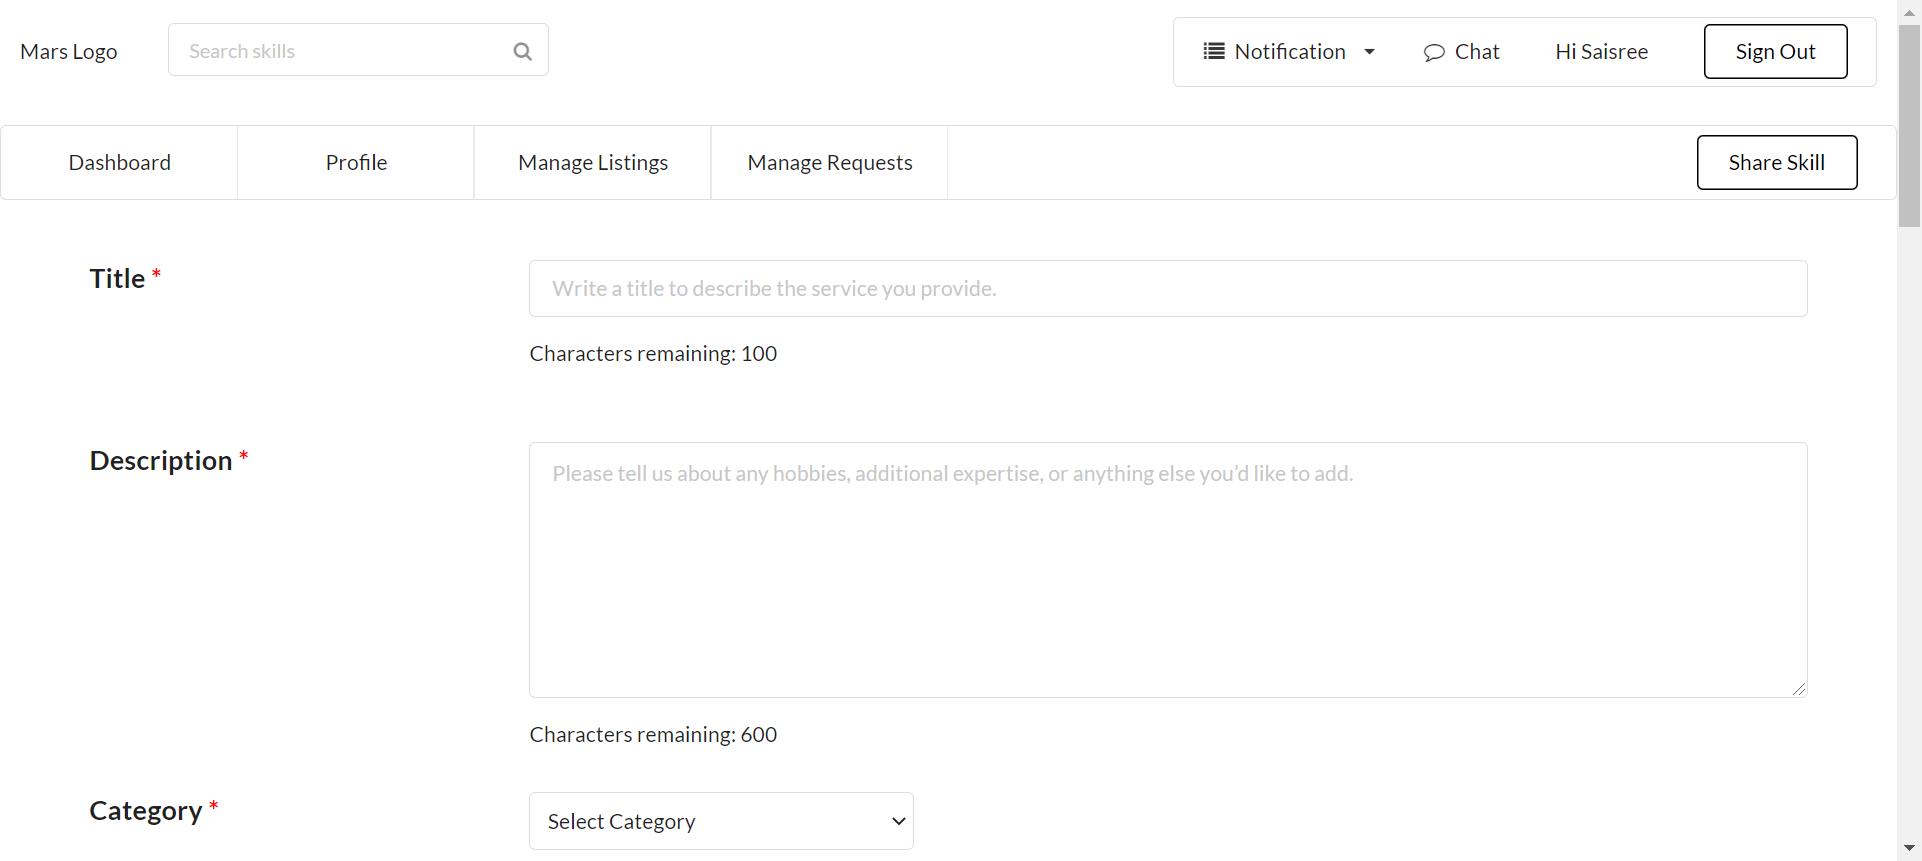 Mars Logo
Search skills
Notification
Chat
Hi Saisree
Sign Out
Dashboard
Profile
Manage Listings
Manage Requests
Share Skill
Title *
Write a title to describe the service you provide.
Characters remaining: 100
Description *
Please tell us about any hobbies, additional expertise, or anything else you’d like to add.
Characters remaining: 600
Category *
Select Category